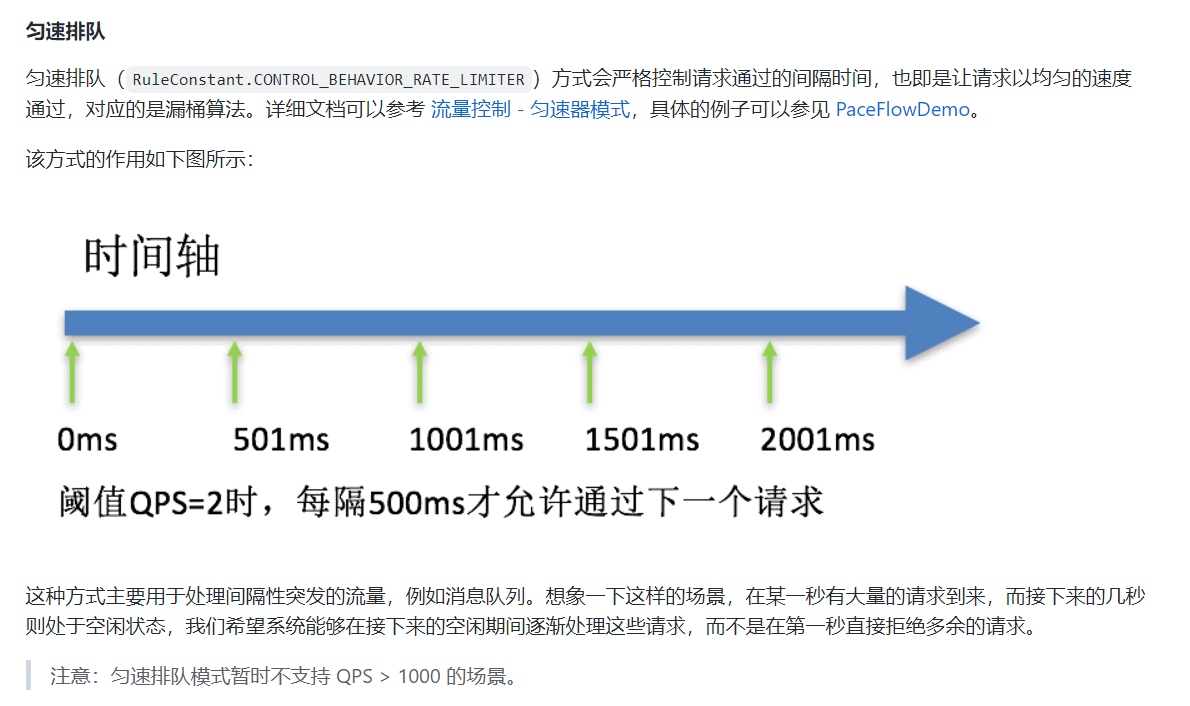 匀速排队
匀速排队（RuleConstant.CONTROL_BEHAVIOR_RATE_LIMITER）方式会严格控制请求通过的间隔时间，也即是让请求以均匀的速度
通过，对应的是漏桶算法。详细文档可以参考 流量控制 - 匀速器模式，具体的例子可以参见 PaceFlowDemo。
该方式的作用如下图所示：
时间轴
0ms 501ms 1001ms 1501ms 2001ms
阈值QPS=2时，每隔500ms才允许通过下一个请求
这种方式主要用于处理间隔性突发的流量，例如消息队列。想象一下这样的场景，在某一秒有大量的请求到来，而接下来的几秒
则处于空闲状态，我们希望系统能够在接下来的空闲期间逐渐处理这些请求，而不是在第一秒直接拒绝多余的请求。
注意：匀速排队模式暂时不支持 QPS > 1000 的场景。